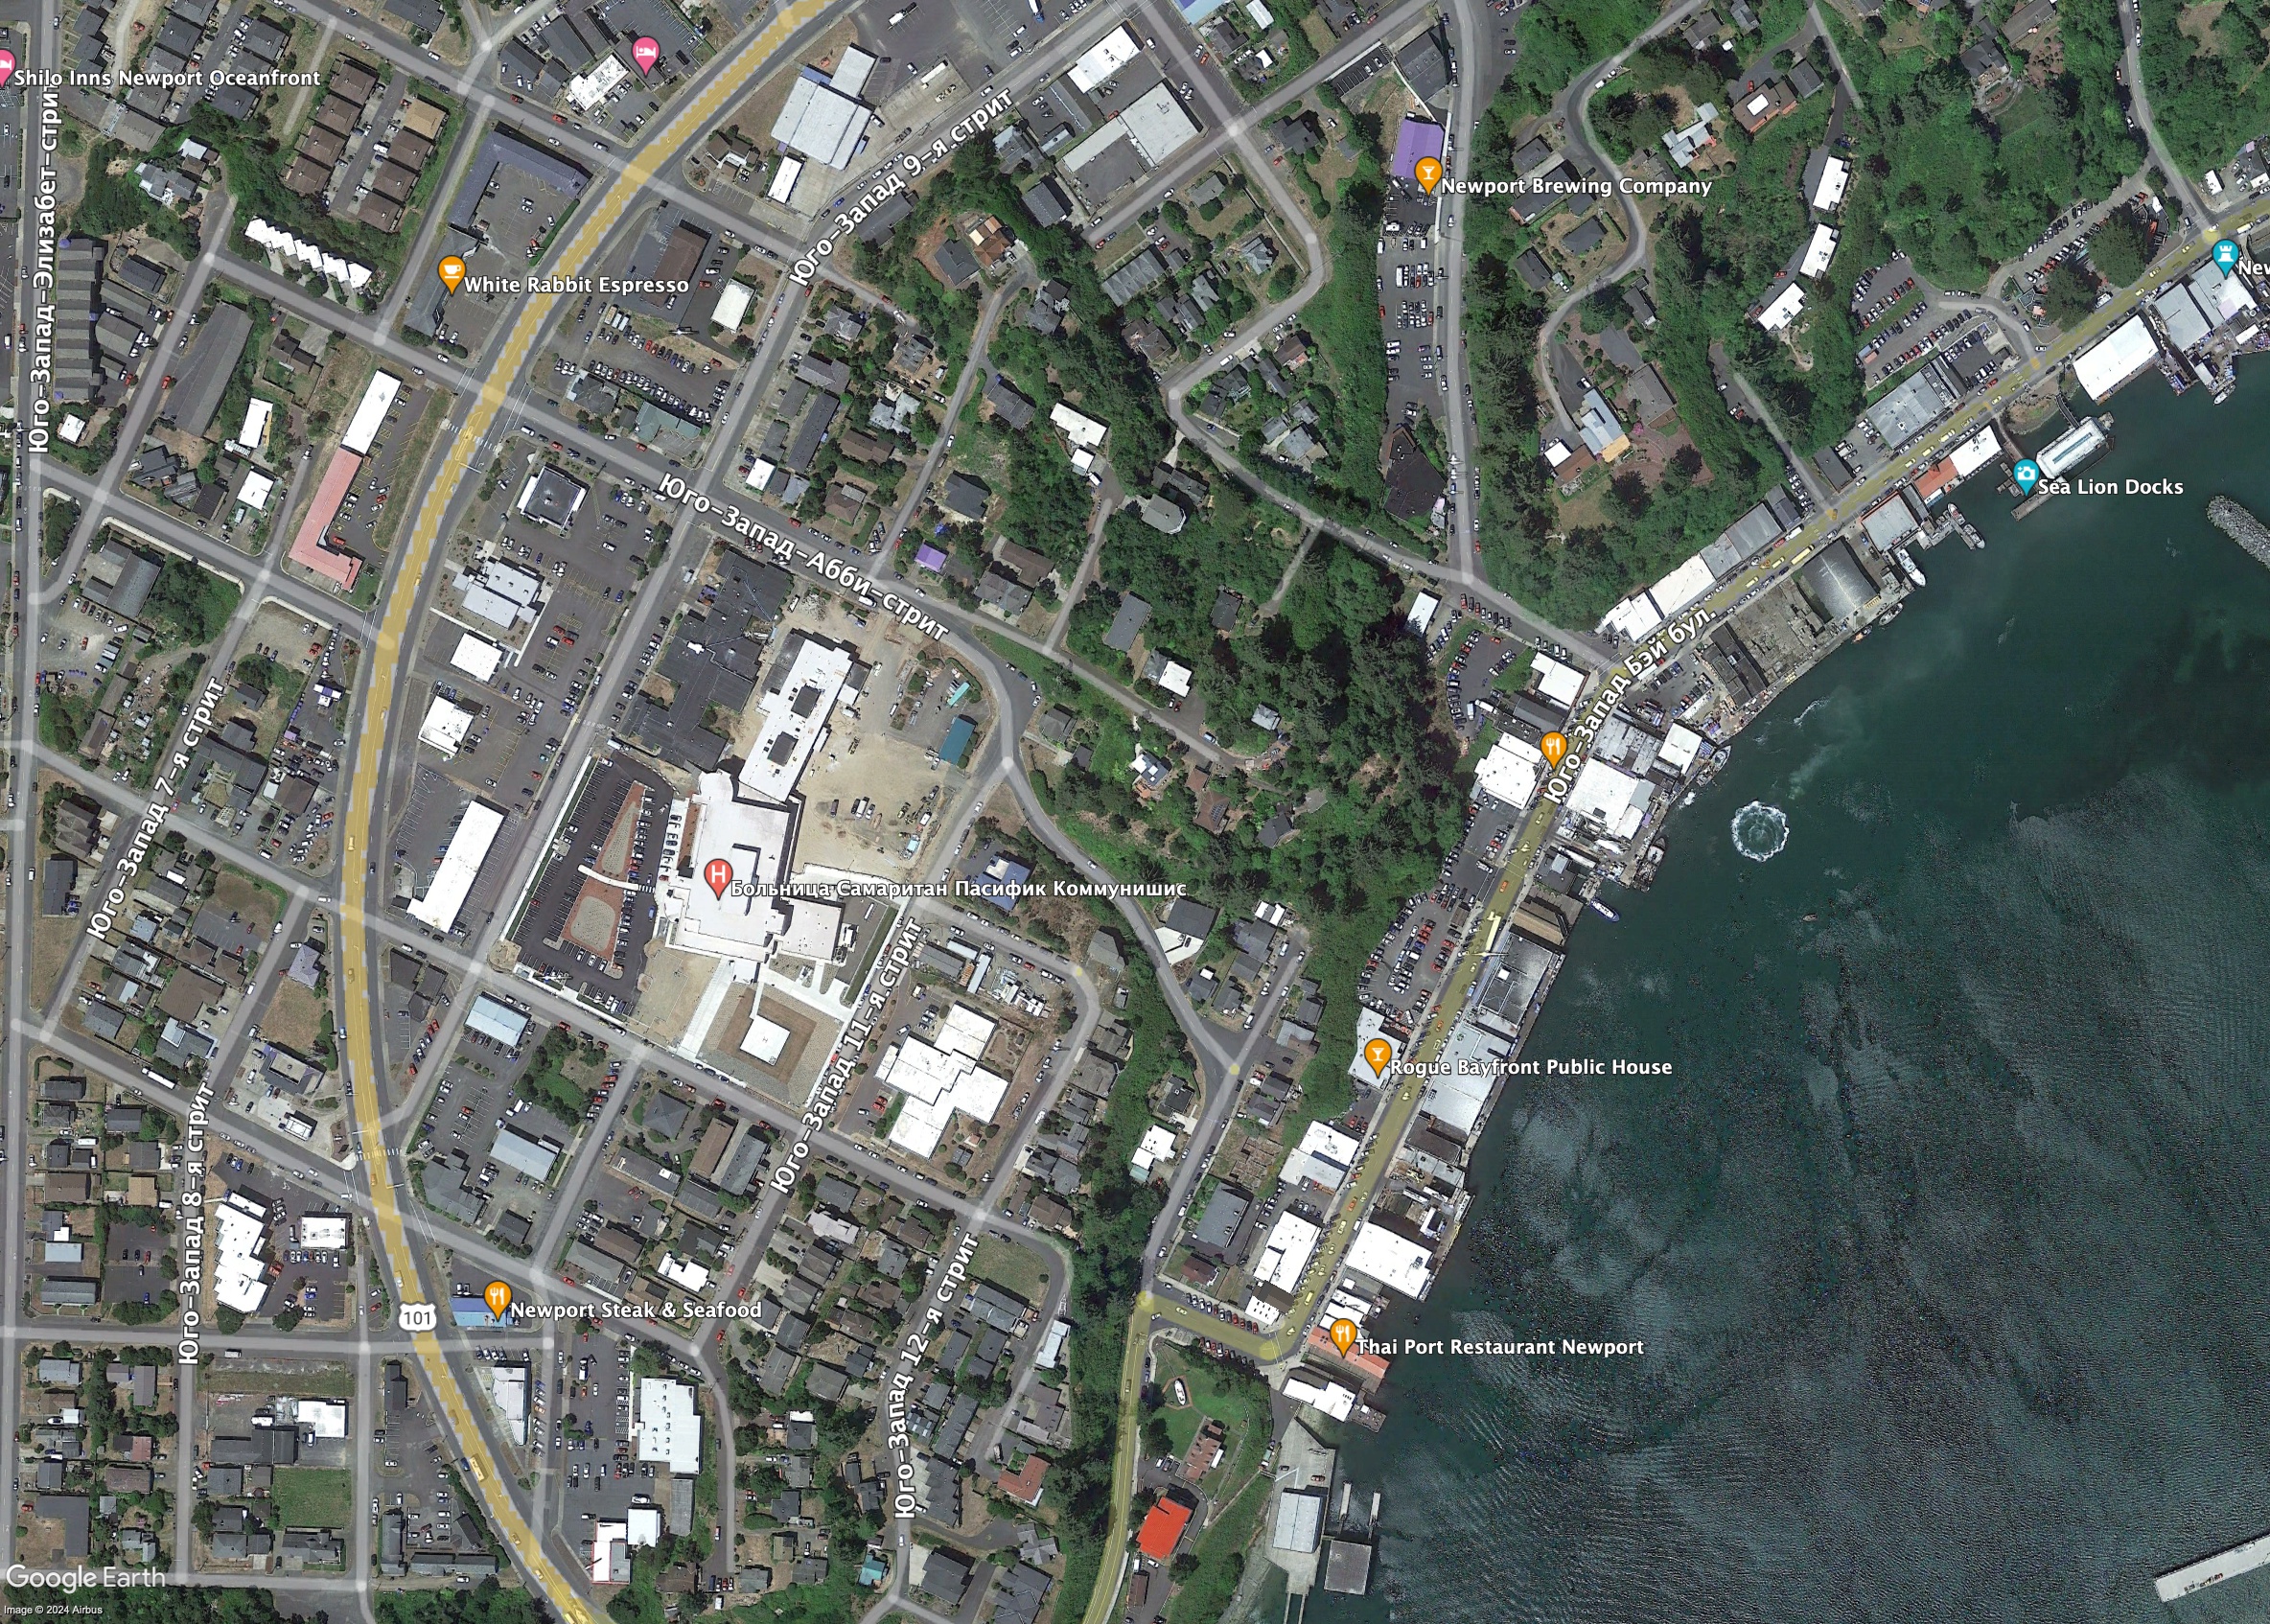 Shilo Inns Newport Oceanfront
Юго-Запад-Элизабет-стрит
Юго-Запад 9-я стрит
Newport Brewing Company
White Rabbit Espresso
New
Sea Lion Docks
Юго-Запад-Абби-стрит
Юго-Запад Бэй бул.
Юго-Запад 7-я стрит
Больница Самаритан Пасифик Коммунишис
Юго-Запад 11-я стрит
Rogue Bayfront Public House
Юго-Запад 8-я стрит
Юго-Запад 12-я стрит
101
Newport Steak & Seafood
Thai Port Restaurant Newport
Google Earth
Image © 2024 Airbus